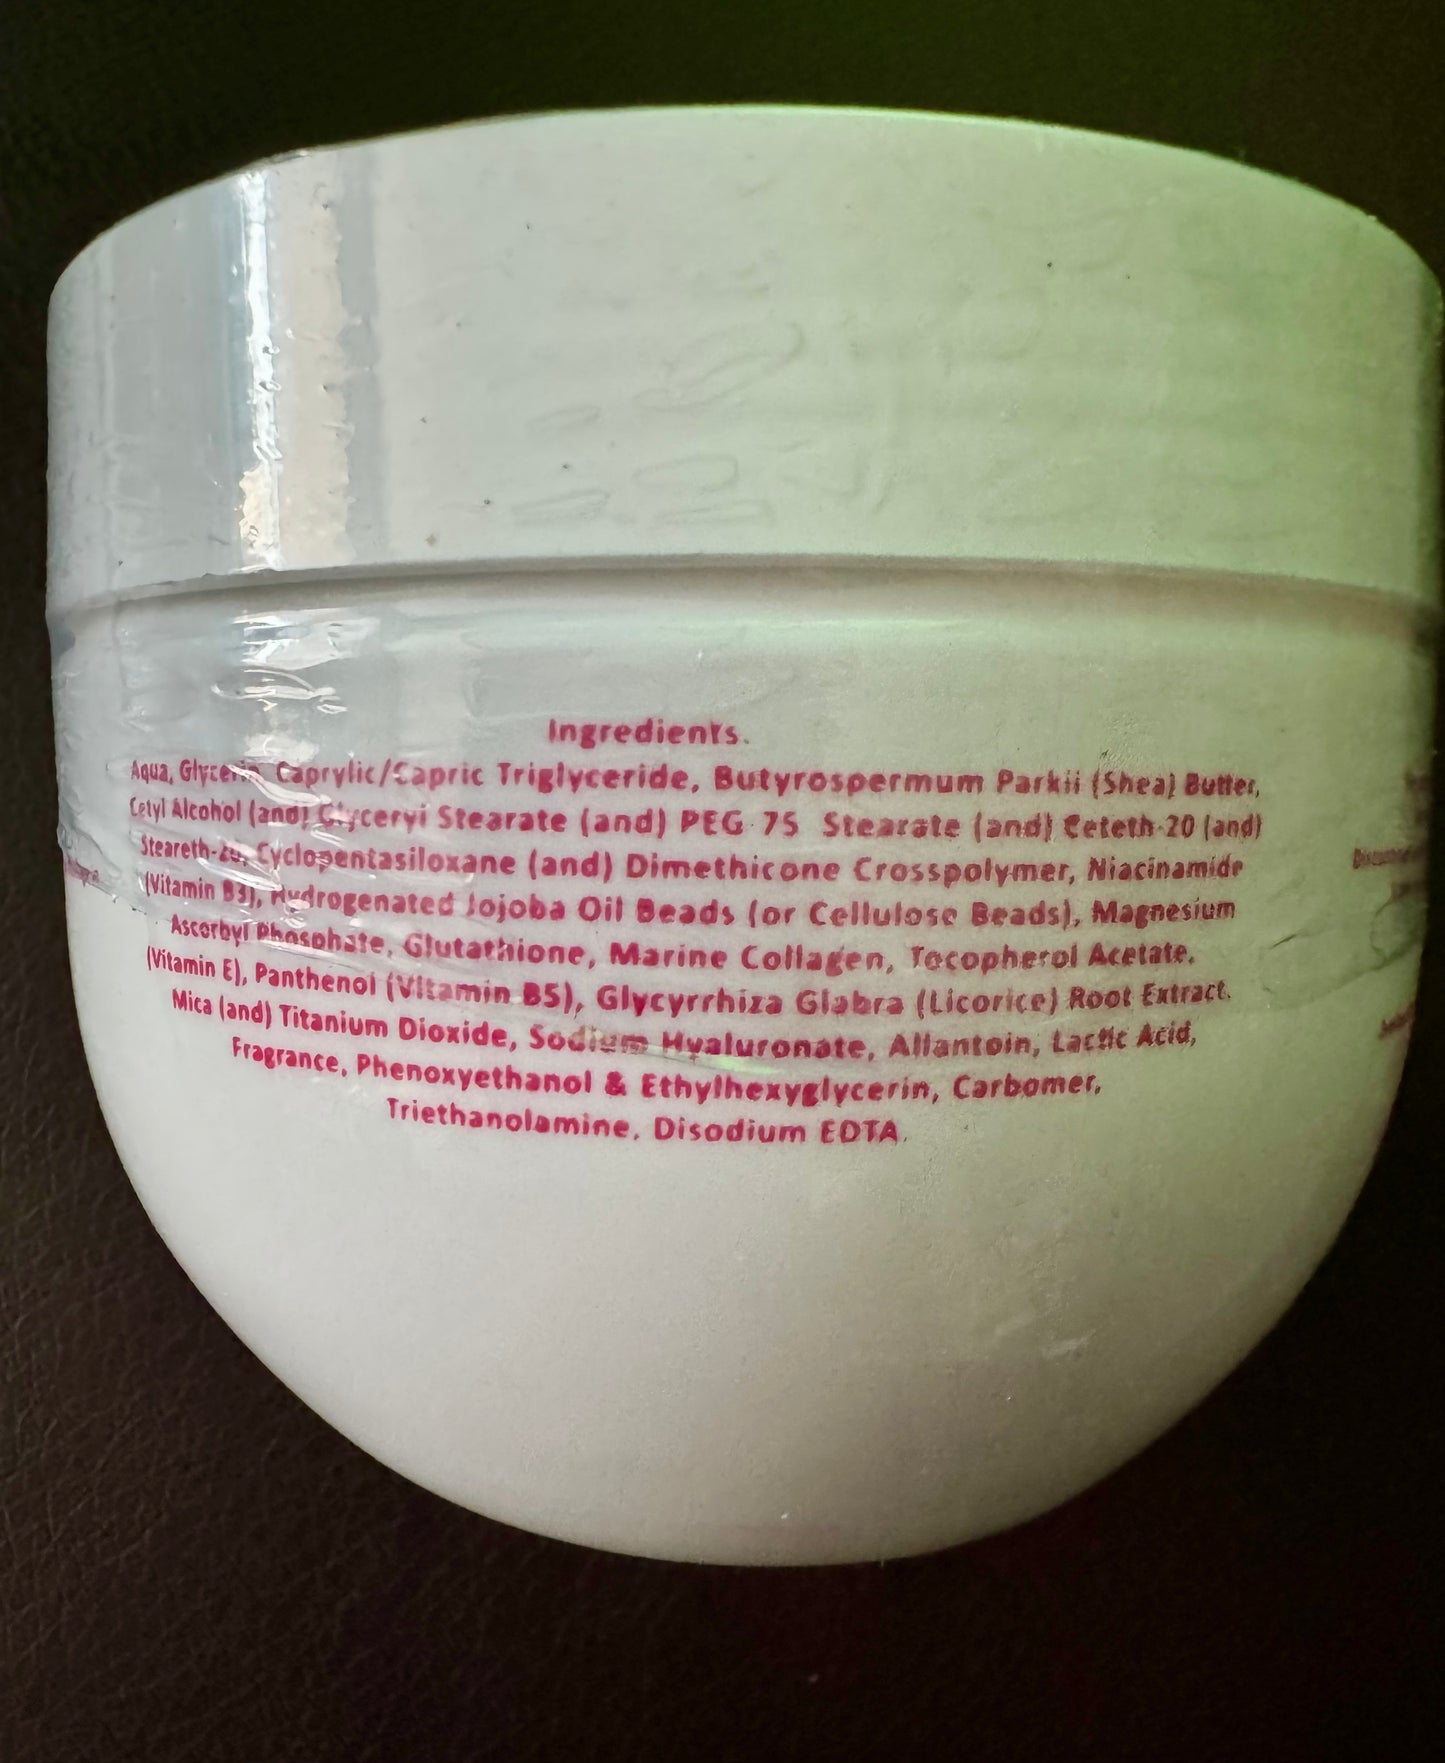 Ingredients.
Aqua, Glycerin, Caprylic/Capric Triglyceride, Butyrospermum Parkii (Shea) Butter,
Cetyl Alcohol (and) Glyceryl Stearate (and) PEG-75 Stearate (and) Ceteth-20 (and)
Steareth-20, Cyclopentasiloxane (and) Dimethicone Crosspolymer, Niacinamide
(Vitamin B3), Hydrogenated Jojoba Oil Beads (or Cellulose Beads), Magnesium
Ascorbyl Phosphate, Glutathione, Marine Collagen, Tocopherol Acetate,
(Vitamin E), Panthenol (Vitamin B5), Glycyrrhiza Glabra (Licorice) Root Extract,
Mica (and) Titanium Dioxide, Sodium Hyaluronate, Allantoin, Lactic Acid,
Fragrance, Phenoxyethanol & Ethylhexyglycerin, Carbomer,
Triethanolamine, Disodium EDTA.